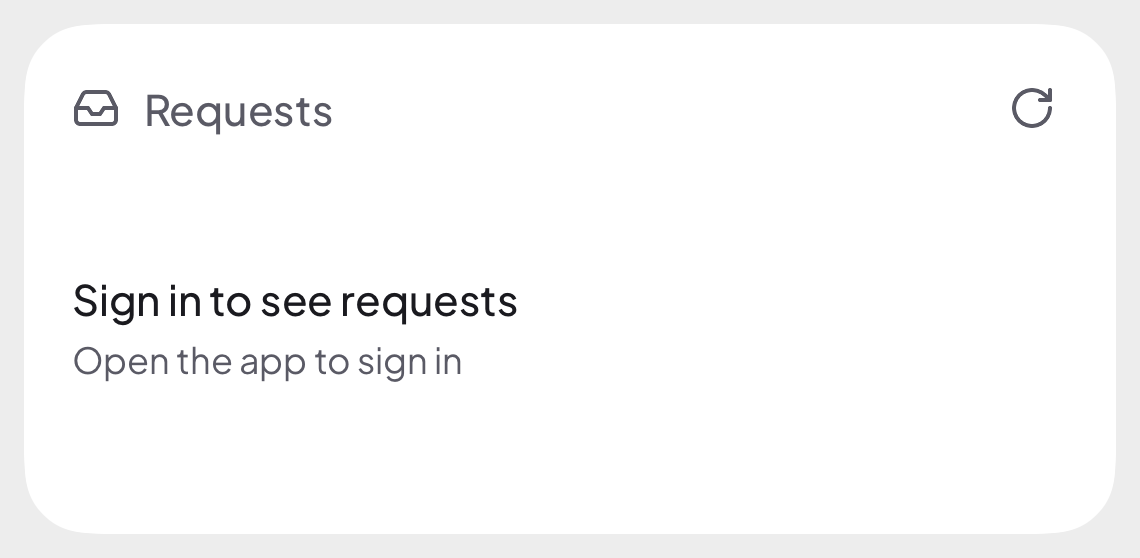 Requests
Sign in to see requests
Open the app to sign in